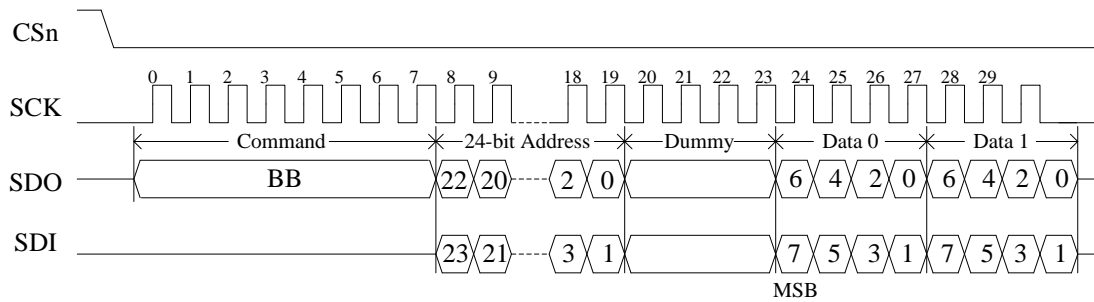 CSn
0 1 2 3 4 5 6 7 8 9 18 19 20 21 22 23 24 25 26 27 28 29
SCK
Command 24-bit Address Dummy Data 0 Data 1
SDO BB 22 20 2 0 6 4 2 0 6 4 2 0
SDI 23 21 3 1 7 5 3 1 7 5 3 1
MSB